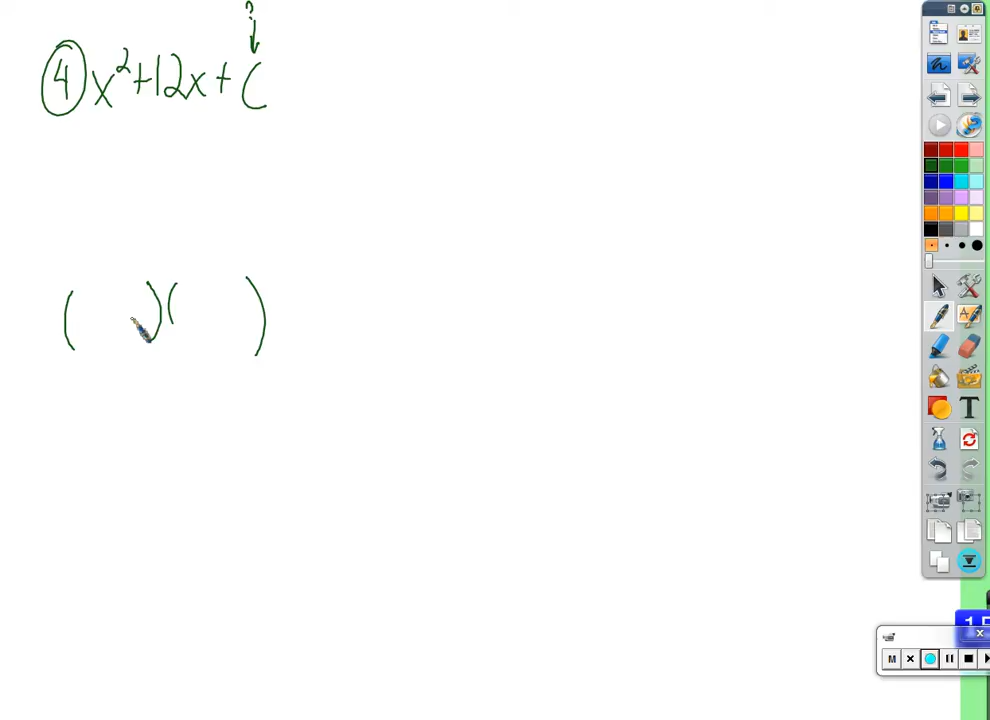 ?
④ x²+12x+C
(    )(    )
T
M